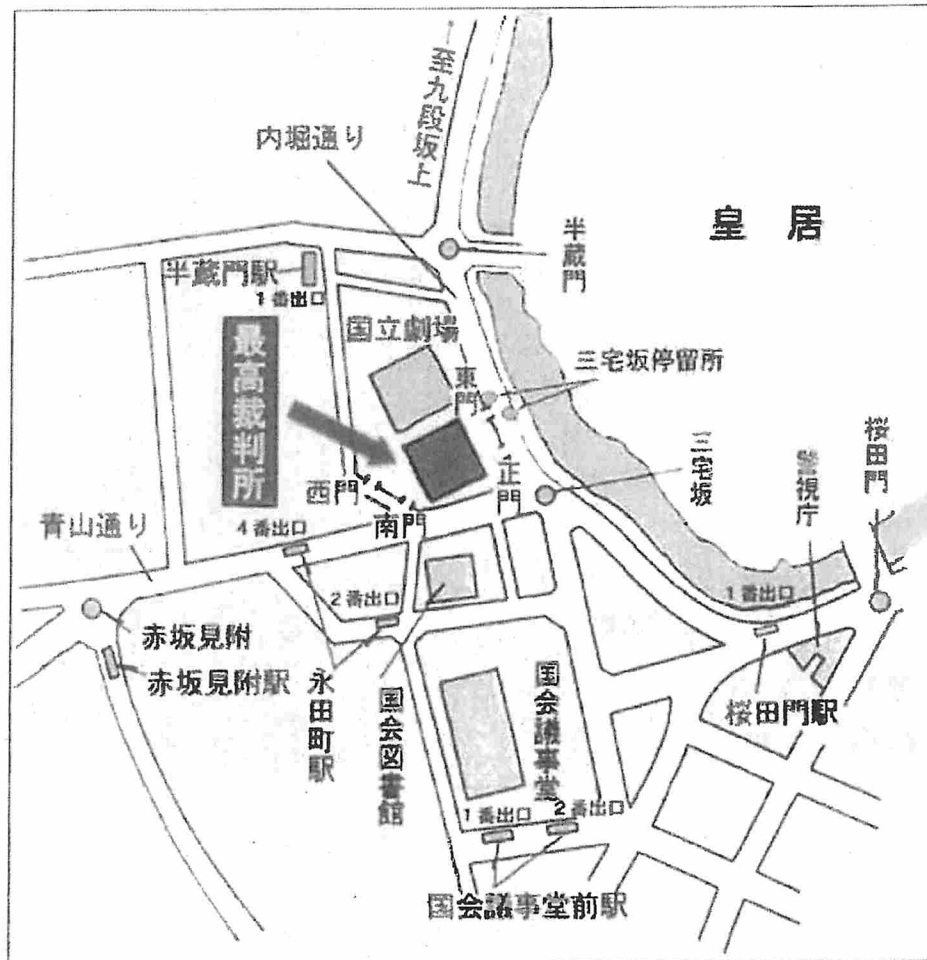 至九段坂上
内堀通り
皇居
半蔵門
半蔵門駅
1番出口
国立劇場
最高裁判所
東門
三宅坂停留所
桜田門
三宅坂
警視庁
正門
西門
南門
青山通り
4番出口
2番出口
1番出口
赤坂見附
赤坂見附駅
永田町駅
国会図書館
国会議事堂
桜田門駅
1番出口
2番出口
国会議事堂前駅